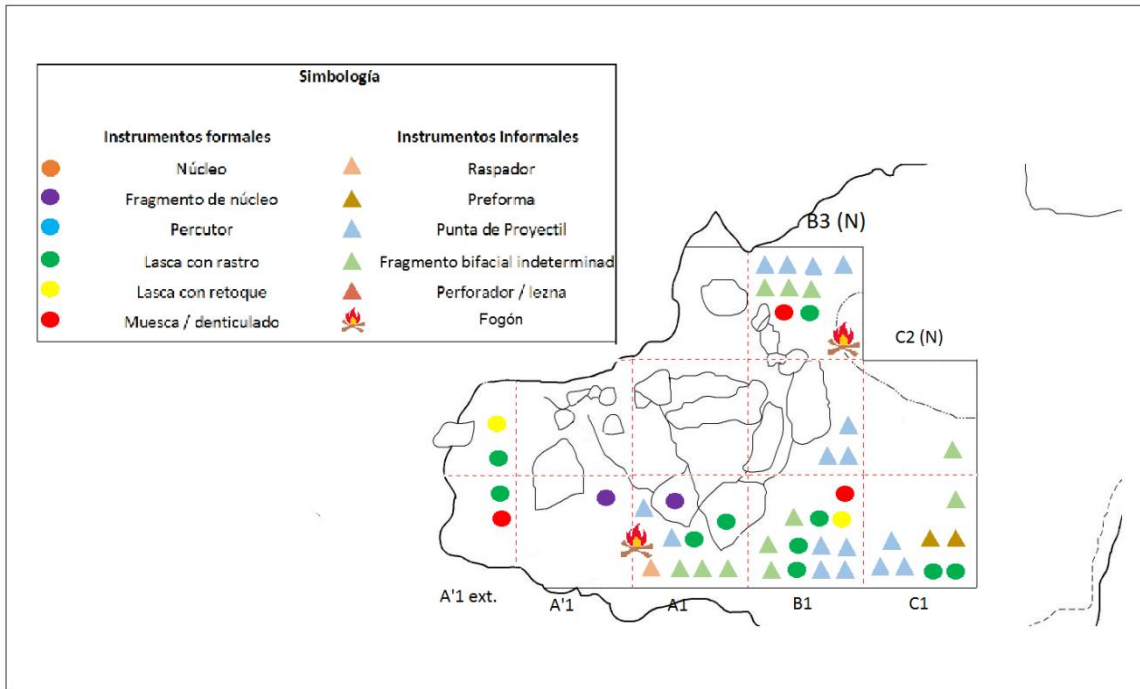 Simbología
Instrumentos formales
Instrumentos Informales
Núcleo
Raspador
Fragmento de núcleo
Preforma
Percutor
Punta de Proyectil
Lasca con rastro
Fragmento bifacial indeterminad
Lasca con retoque
Perforador / lezna
Muesca / denticulado
Fogón
B3 (N)
C2 (N)
A'1 ext.
A'1
A1
B1
C1